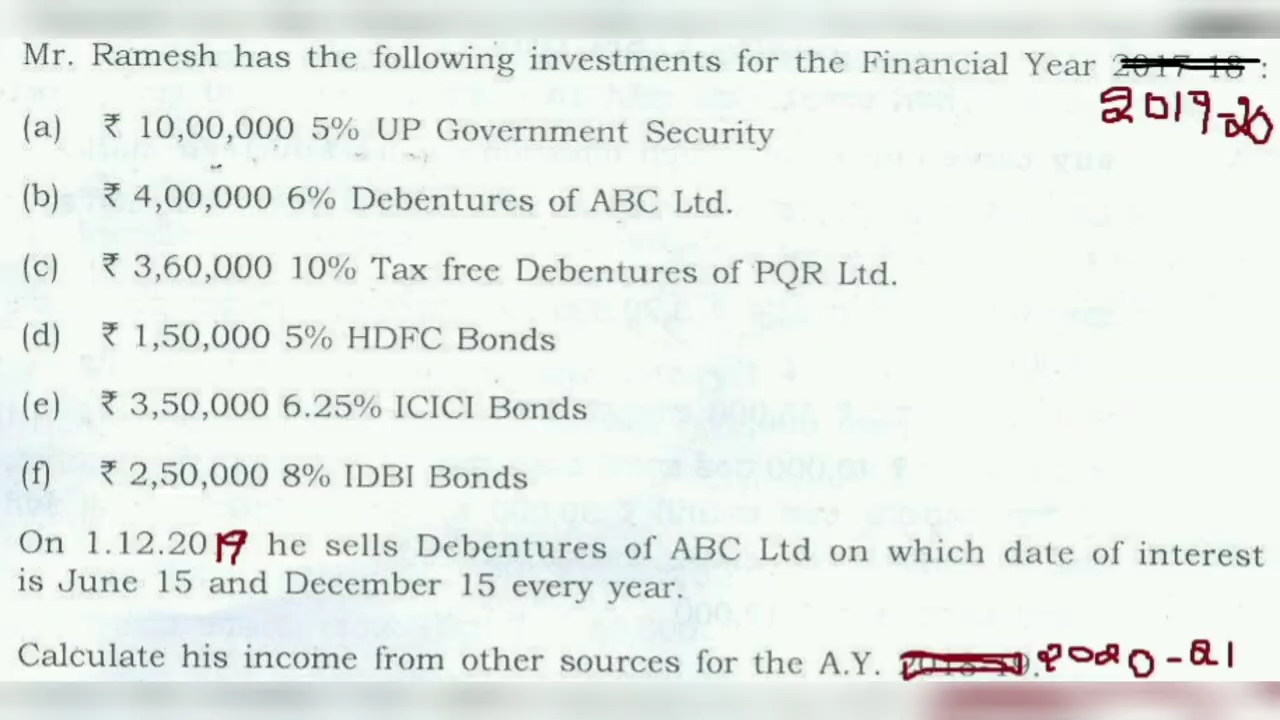 Mr. Ramesh has the following investments for the Financial Year 2017-18 :
2019-20
(a) ₹ 10,00,000 5% UP Government Security
(b) ₹ 4,00,000 6% Debentures of ABC Ltd.
(c) ₹ 3,60,000 10% Tax free Debentures of PQR Ltd.
(d) ₹ 1,50,000 5% HDFC Bonds
(e) ₹ 3,50,000 6.25% ICICI Bonds
(f) ₹ 2,50,000 8% IDBI Bonds
On 1.12.2019 he sells Debentures of ABC Ltd on which date of interest
is June 15 and December 15 every year.
Calculate his income from other sources for the A.Y. 2018-19. 2020-21